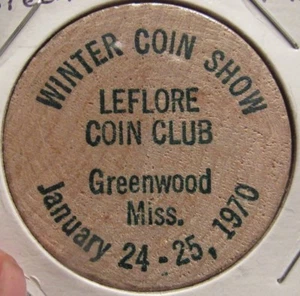 WINTER COIN SHOW
LEFLORE
COIN CLUB
Greenwood
Miss.
January 24-25, 1970